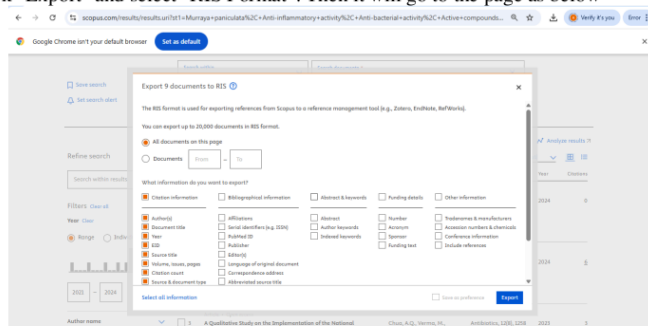 "Export" and select "RIS Format". Then it will go to the page as below
scopus.com/results/results.uri?st1=Murraya+paniculata%2C+Anti-inflammatory+activity%2C+Anti-bacterial+activity%2C+Active+compounds...
Verify it's you
Error
Google Chrome isn't your default browser
Set as default
Save search
Set search alert
Export 9 documents to RIS
The RIS format is used for exporting references from Scopus to a reference management tool (e.g., Zotero, EndNote, RefWorks).
You can export up to 20,000 documents in RIS format.
All documents on this page
Documents From - To
What information do you want to export?
Citation information Bibliographical information Abstract & keywords Funding details Other information
Author(s) Affiliations Abstract Number Tradenames & manufacturers
Document title Serial identifiers (e.g. ISSN) Author keywords Acronym Accession numbers & chemicals
Year PubMed ID Indexed keywords Sponsor Conference information
EID Publisher Funding text Include references
Source title Editor(s)
Volume, issues, pages Language of original document
Citation count Correspondence address
Source & document type Abbreviated source title
Select all information Save as preference Export
Refine search
Search within results
Filters Clear all
Year Clear
Range
2022 - 2024
Author name
Analyze results
Year Citations
2024 0
2024
3 A Qualitative Study on the Implementation of the National Chua, A.Q., Verma, M., Antibiotics, 12(8), 1258 2023 3